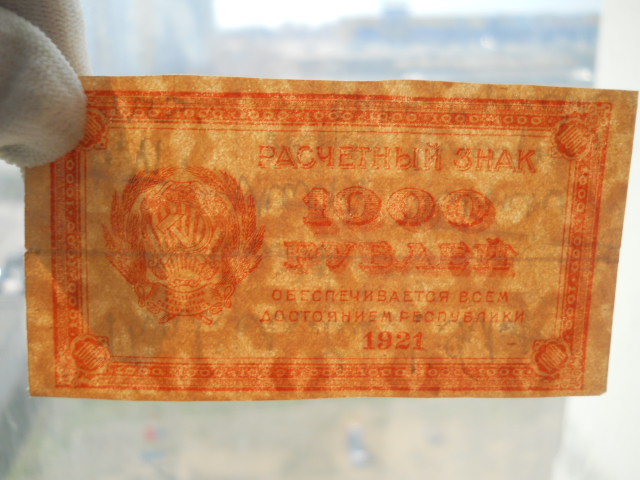 РАСЧЕТНЫЙ ЗНАК
1000
РУБЛЕЙ
ОБЕСПЕЧИВАЕТСЯ ВСЕМ
ДОСТОЯНИЕМ РЕСПУБЛИКИ
1921